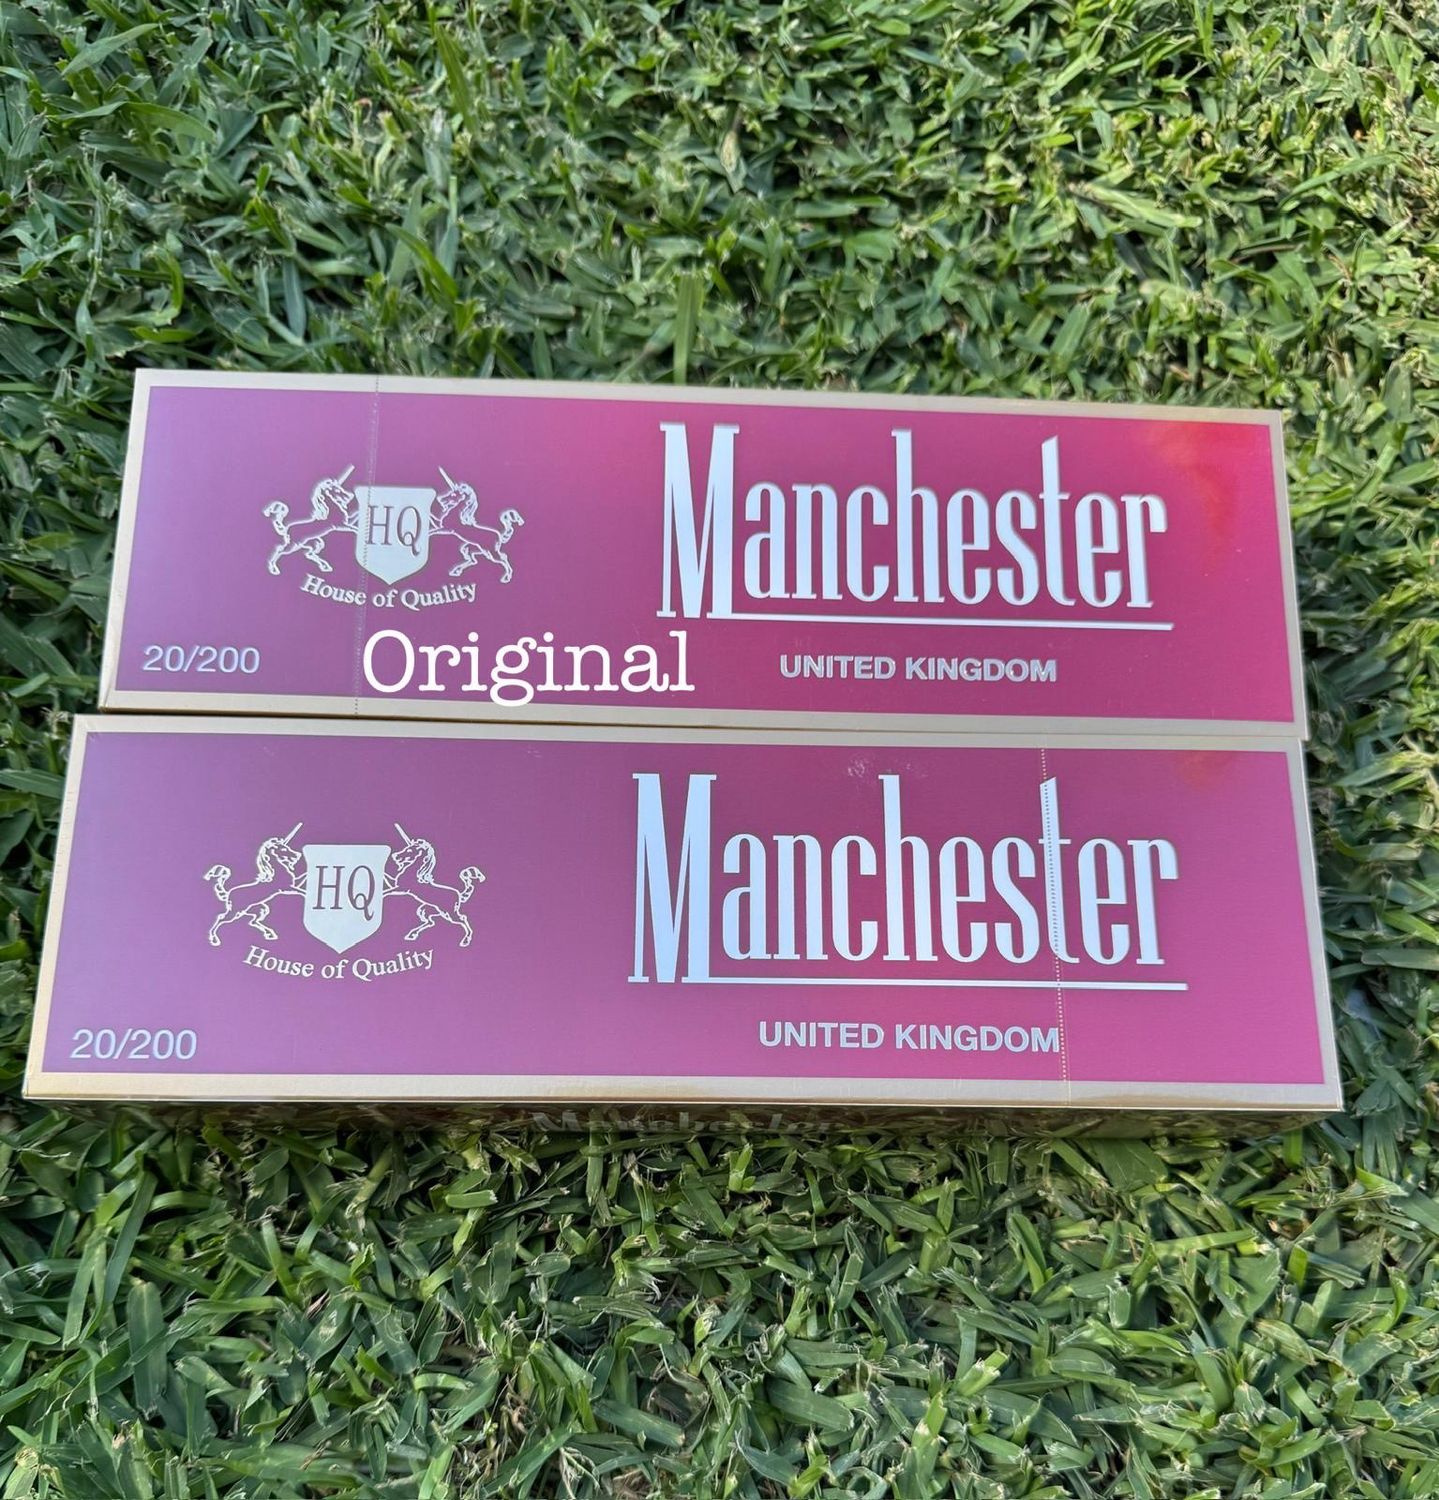 HQ
House of Quality
Manchester
20/200
Original
UNITED KINGDOM
HQ
House of Quality
Manchester
20/200
UNITED KINGDOM
Manchester